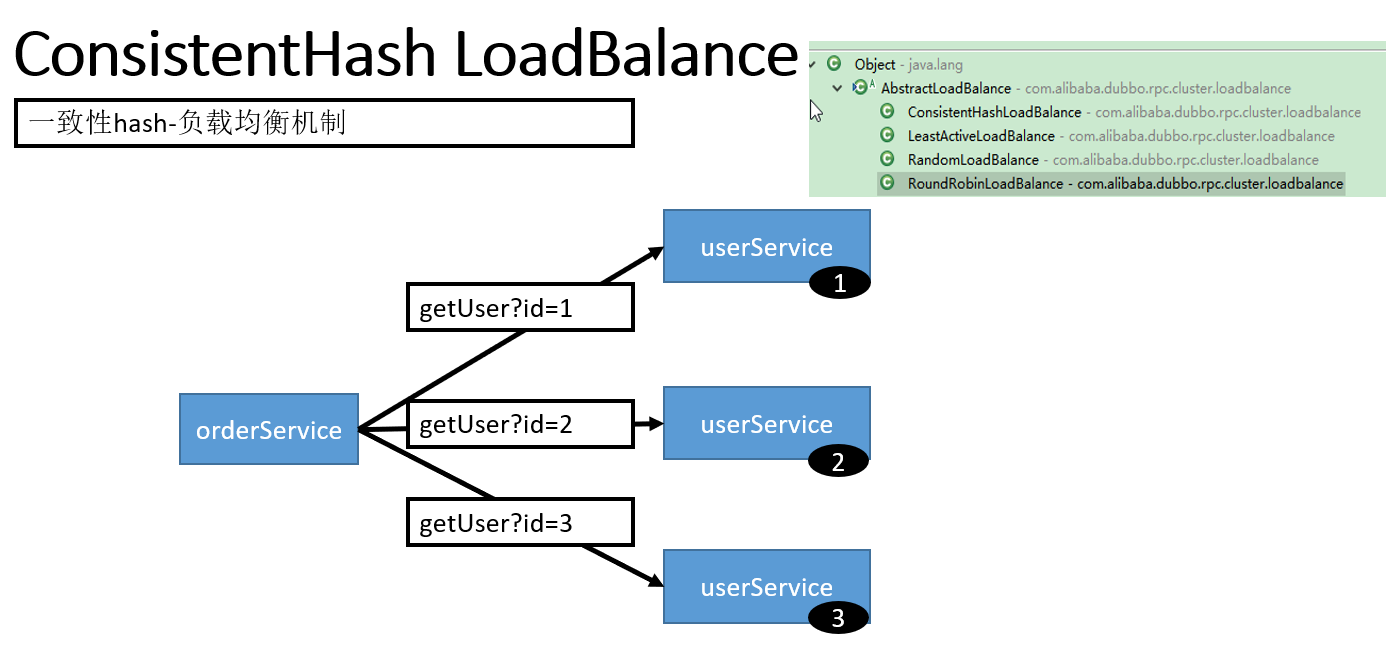 ConsistentHash LoadBalance
一致性hash-负载均衡机制
Object - java.lang
AbstractLoadBalance - com.alibaba.dubbo.rpc.cluster.loadbalance
ConsistentHashLoadBalance - com.alibaba.dubbo.rpc.cluster.loadbalance
LeastActiveLoadBalance - com.alibaba.dubbo.rpc.cluster.loadbalance
RandomLoadBalance - com.alibaba.dubbo.rpc.cluster.loadbalance
RoundRobinLoadBalance - com.alibaba.dubbo.rpc.cluster.loadbalance
userService
1
getUser?id=1
orderService
getUser?id=2
userService
2
getUser?id=3
userService
3